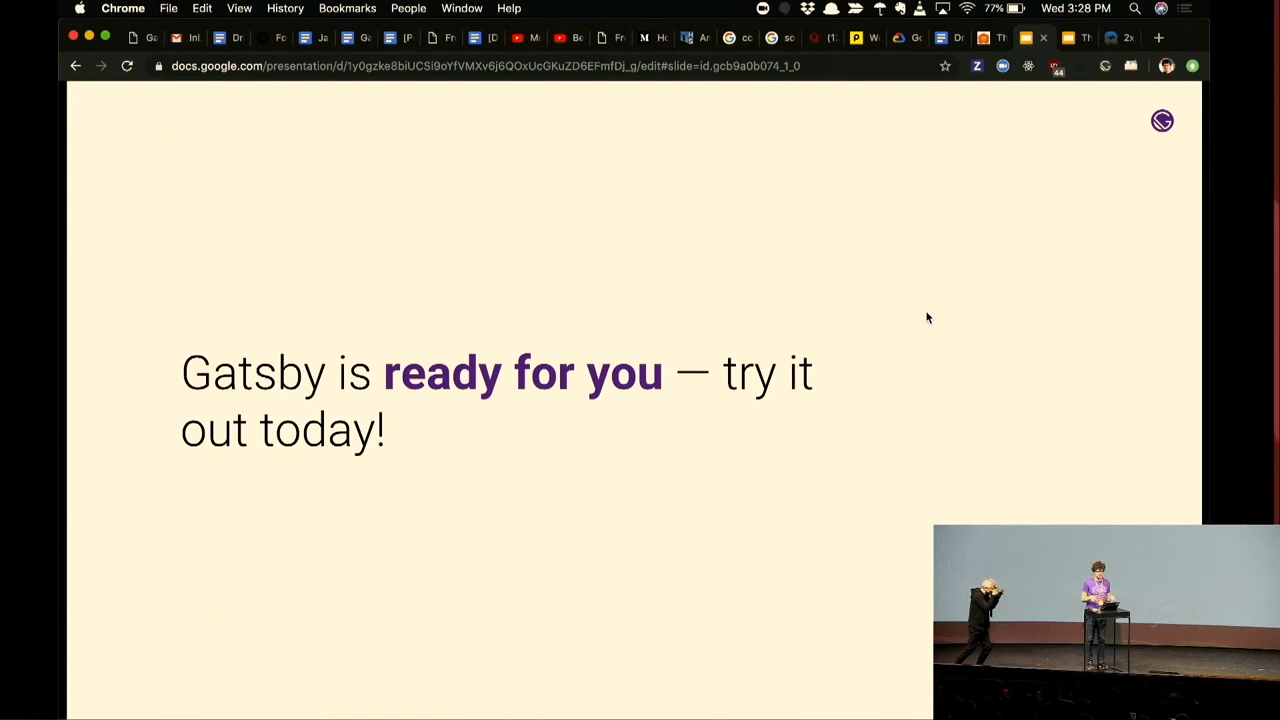 Chrome File Edit View History Bookmarks People Window Help 77% Wed 3:28 PM
docs.google.com/presentation/d/1y0gzke8biUCSi9oYfVMXv6j6QOxUcGKuZD6EFmfDj_g/edit#slide=id.gcb9a0b074_1_0
44
Gatsby is ready for you — try it
out today!